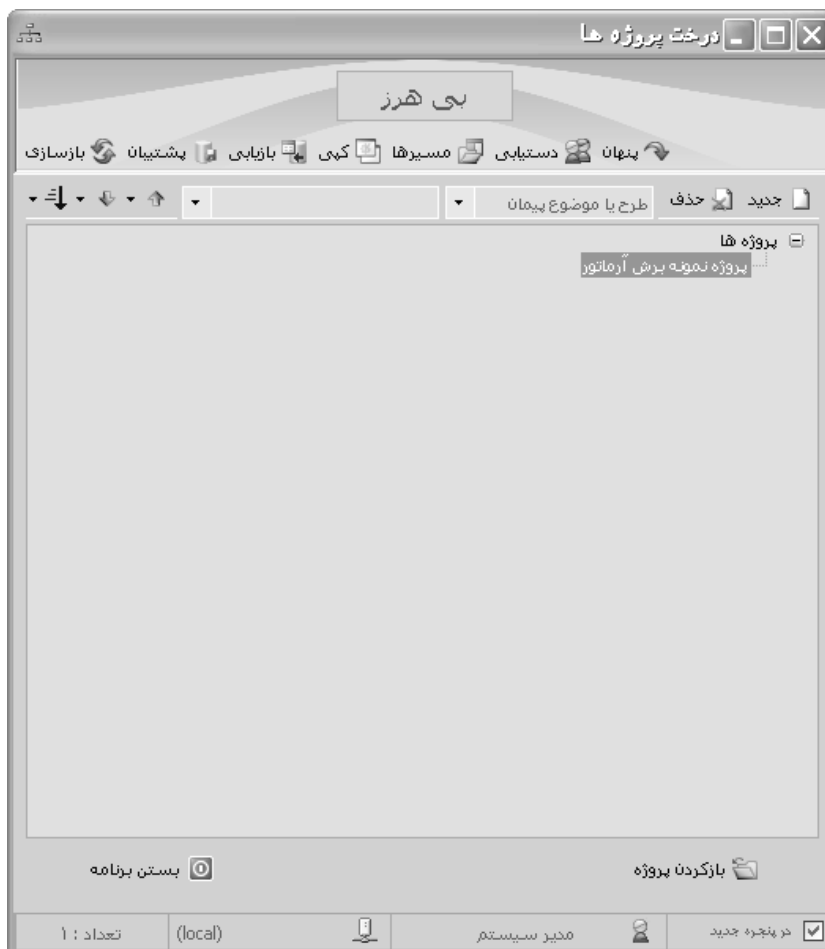 درخت پروژه ها
بی هرز
پنهان دستیابی مسیرها کپی بازیابی پشتیبان بازسازی
جدید حذف طرح یا موضوع پیمان
پروژه ها
پروژه نمونه برش آرماتور
بازکردن پروژه بستن برنامه
در پنجره جدید مدیر سیستم (local) تعداد : ۱